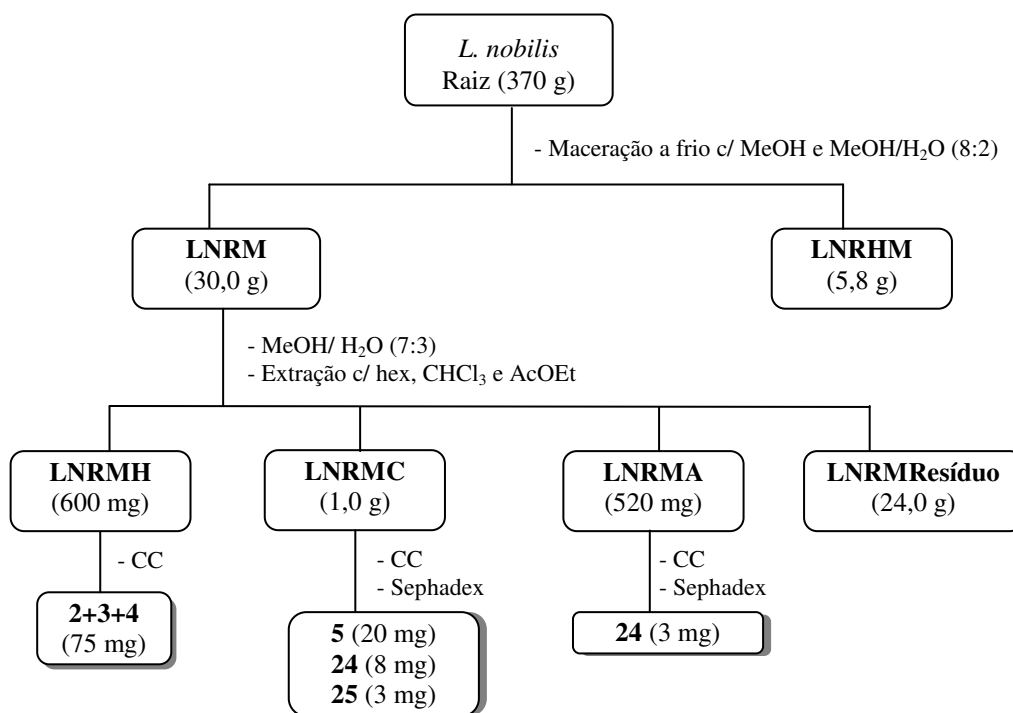 L. nobilis
Raiz (370 g)
- Maceração a frio c/ MeOH e MeOH/H₂O (8:2)
LNRM
(30,0 g)
LNRHM
(5,8 g)
- MeOH/ H₂O (7:3)
- Extração c/ hex, CHCl₃ e AcOEt
LNRMH
(600 mg)
LNRMC
(1,0 g)
LNRMA
(520 mg)
LNRMResíduo
(24,0 g)
- CC
- CC
- Sephadex
- CC
- Sephadex
2+3+4
(75 mg)
5 (20 mg)
24 (8 mg)
25 (3 mg)
24 (3 mg)